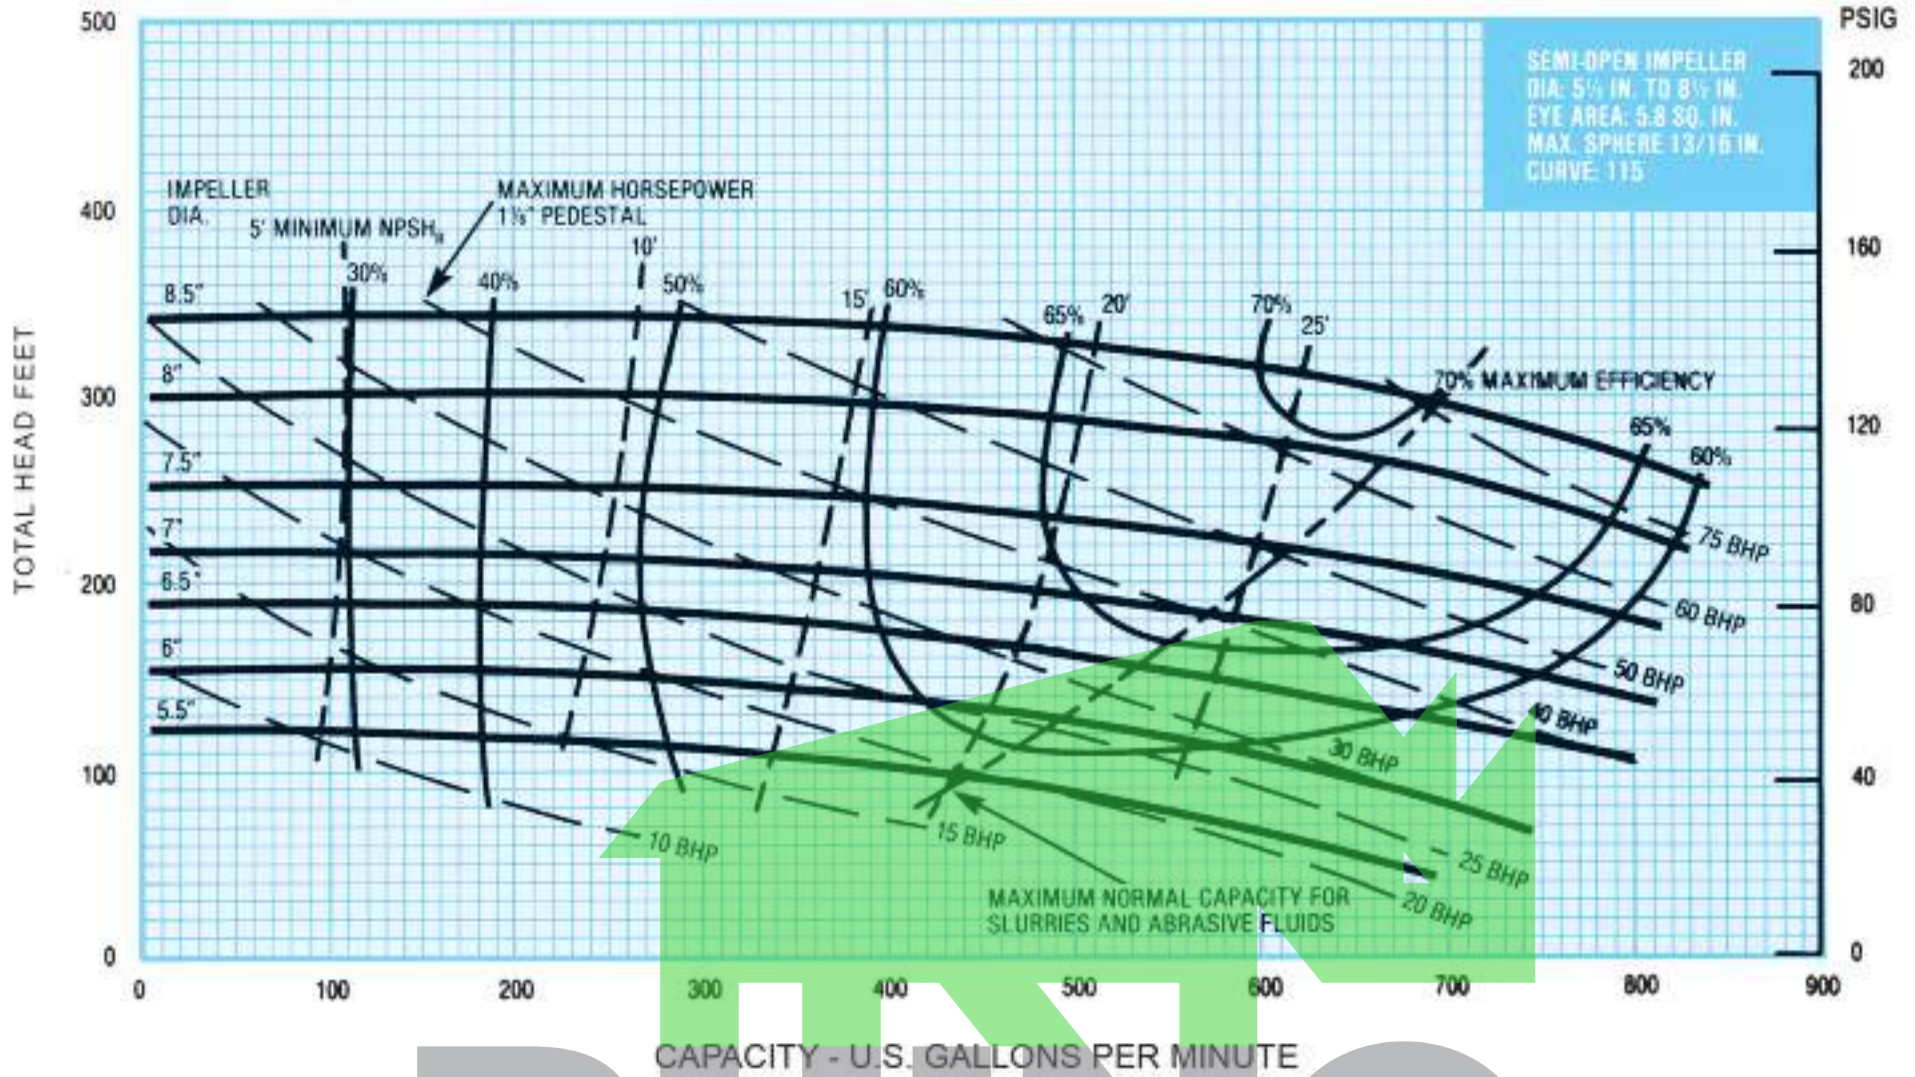 500
PSIG
SEMI-OPEN IMPELLER
DIA: 5½ IN. TO 8½ IN.
EYE AREA: 5.8 SQ. IN.
MAX. SPHERE 13/16 IN.
CURVE: 115
200
IMPELLER
DIA.
MAXIMUM HORSEPOWER
PEDESTAL
400
5' MINIMUM NPSHR
10'
160
30%
40%
50%
15'
60%
65%
20'
70%
25'
8.5"
8"
70% MAXIMUM EFFICIENCY
300
120
65%
60%
7.5"
TOTAL HEAD FEET
7"
75 BHP
200
6.5"
80
60 BHP
6"
50 BHP
5.5"
40 BHP
30 BHP
100
40
10 BHP
15 BHP
25 BHP
20 BHP
MAXIMUM NORMAL CAPACITY FOR
SLURRIES AND ABRASIVE FLUIDS
0
0
0
100
200
300
400
500
600
700
800
900
CAPACITY - U.S. GALLONS PER MINUTE